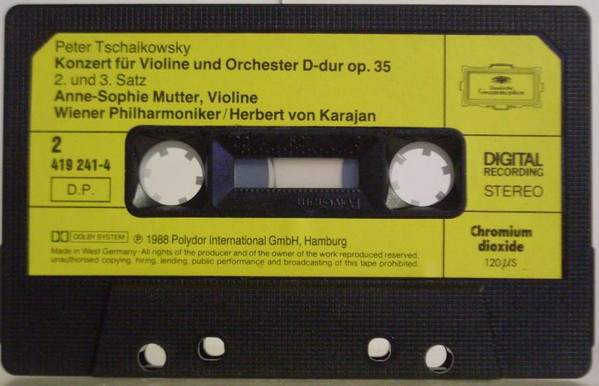 Peter Tschaikowsky
Konzert für Violine und Orchester D-dur op. 35
2. und 3. Satz
Anne-Sophie Mutter, Violine
Wiener Philharmoniker/Herbert von Karajan
Deutsche
Grammophon
2
419 241-4
D.P.
DIGITAL
RECORDING
STEREO
POLYGRAM
DOLBY SYSTEM ℗ 1988 Polydor International GmbH, Hamburg
Made in West Germany · All rights of the producer and of the owner of the work reproduced reserved.
unauthorised copying, hiring, lending, public performance and broadcasting of this tape prohibited.
Chromium
dioxide
120 µS